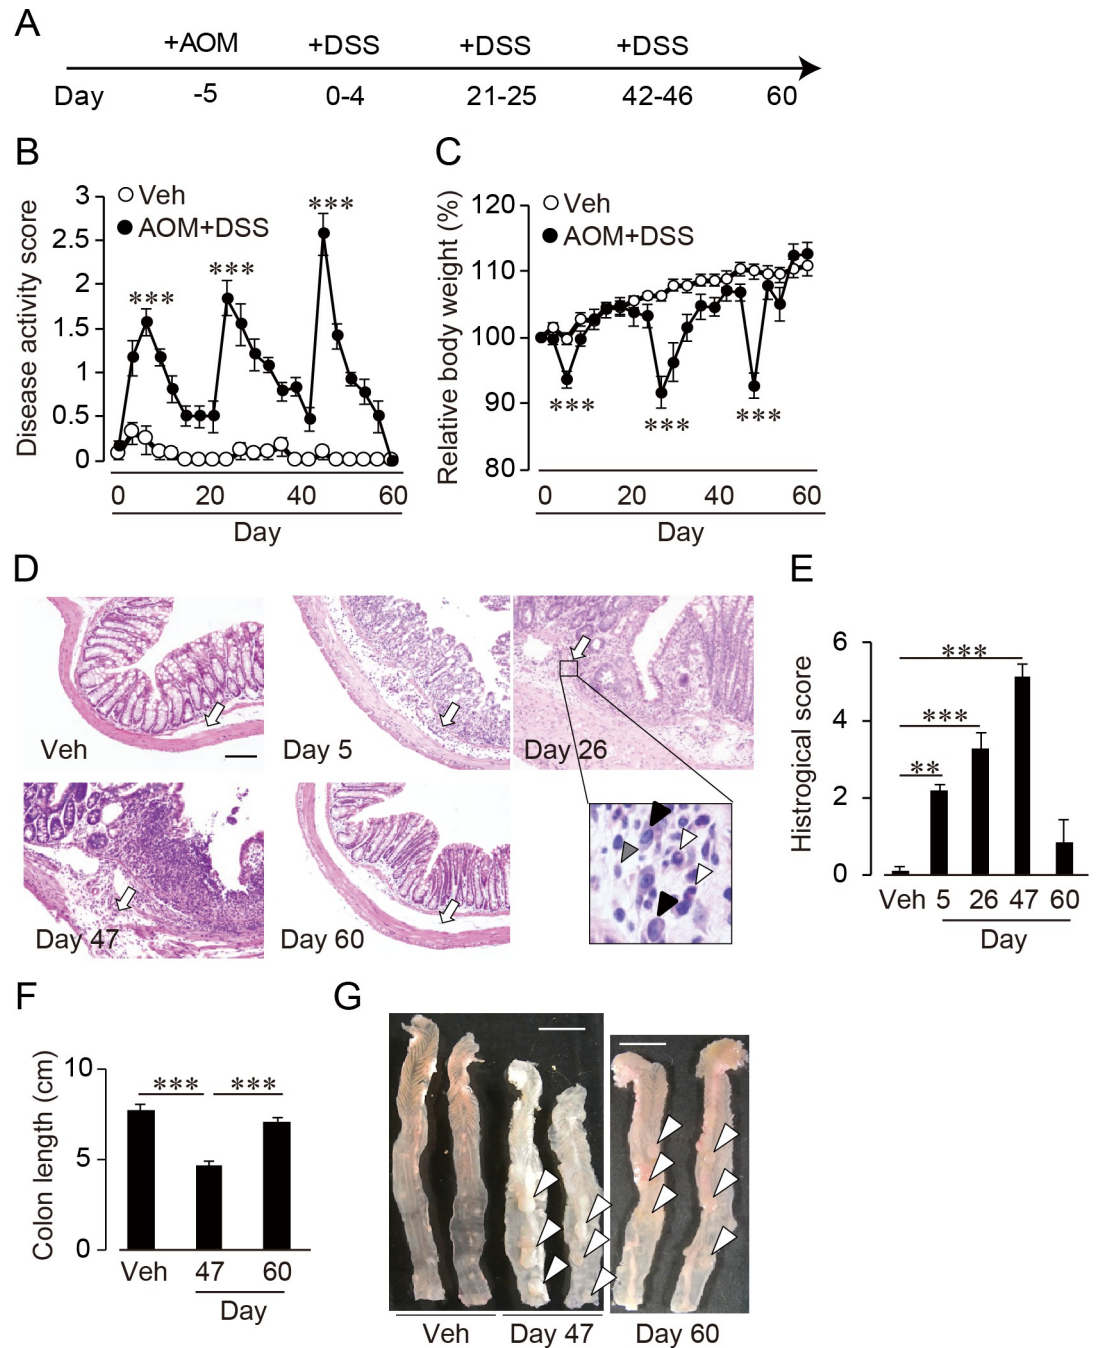 A
+AOM +DSS +DSS +DSS
Day -5 0-4 21-25 42-46 60
B
Disease activity score
Veh
AOM+DSS
3
2.5
2
1.5
1
0.5
0
***
***
***
0 20 40 60
Day
C
Relative body weight (%)
Veh
AOM+DSS
120
110
100
90
80
***
***
***
0 20 40 60
Day
D
Veh
Day 5
Day 26
Day 47
Day 60
E
Histrogical score
6
4
2
0
***
***
**
Veh 5 26 47 60
Day
F
Colon length (cm)
10
5
0
*** ***
Veh 47 60
Day
G
Veh Day 47 Day 60